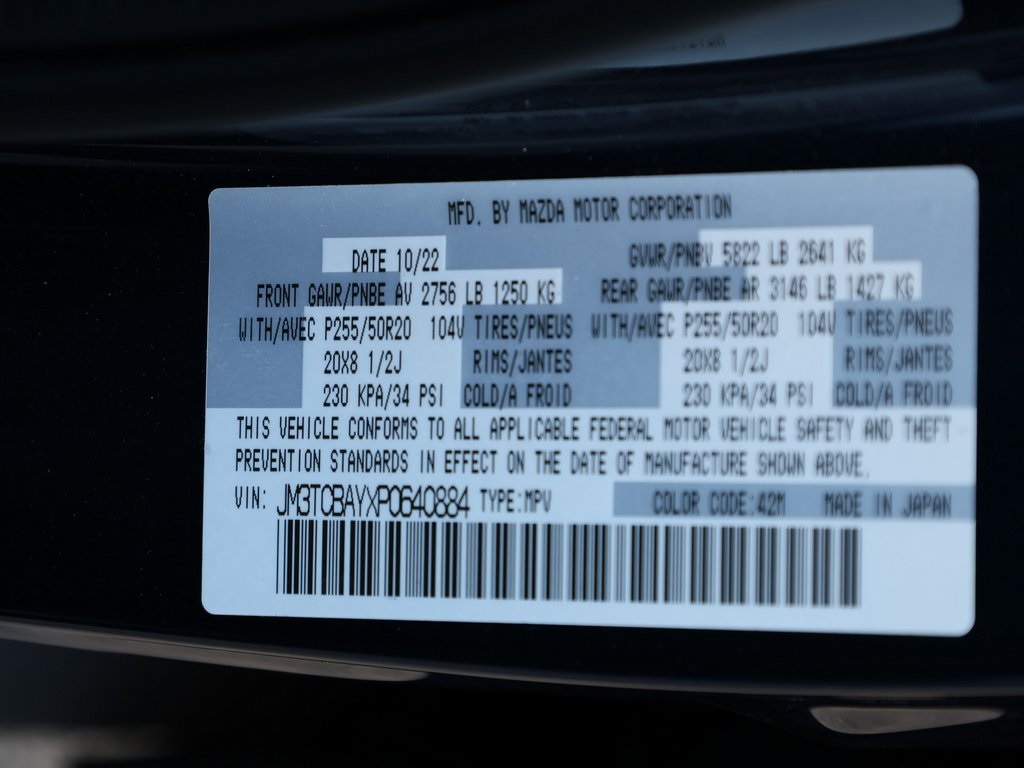 MFD. BY MAZDA MOTOR CORPORATION
DATE 10/22 GVWR/PNBV 5822 LB 2641 KG
FRONT GAWR/PNBE AV 2756 LB 1250 KG REAR GAWR/PNBE AR 3146 LB 1427 KG
WITH/AVEC P255/50R20 104V TIRES/PNEUS WITH/AVEC P255/50R20 104V TIRES/PNEUS
20X8 1/2J RIMS/JANTES 20X8 1/2J RIMS/JANTES
230 KPA/34 PSI COLD/A FROID 230 KPA/34 PSI COLD/A FROID
THIS VEHICLE CONFORMS TO ALL APPLICABLE FEDERAL MOTOR VEHICLE SAFETY AND THEFT
PREVENTION STANDARDS IN EFFECT ON THE DATE OF MANUFACTURE SHOWN ABOVE.
VIN: JM3TCBAYXP0640884 TYPE:MPV COLOR CODE:42M MADE IN JAPAN